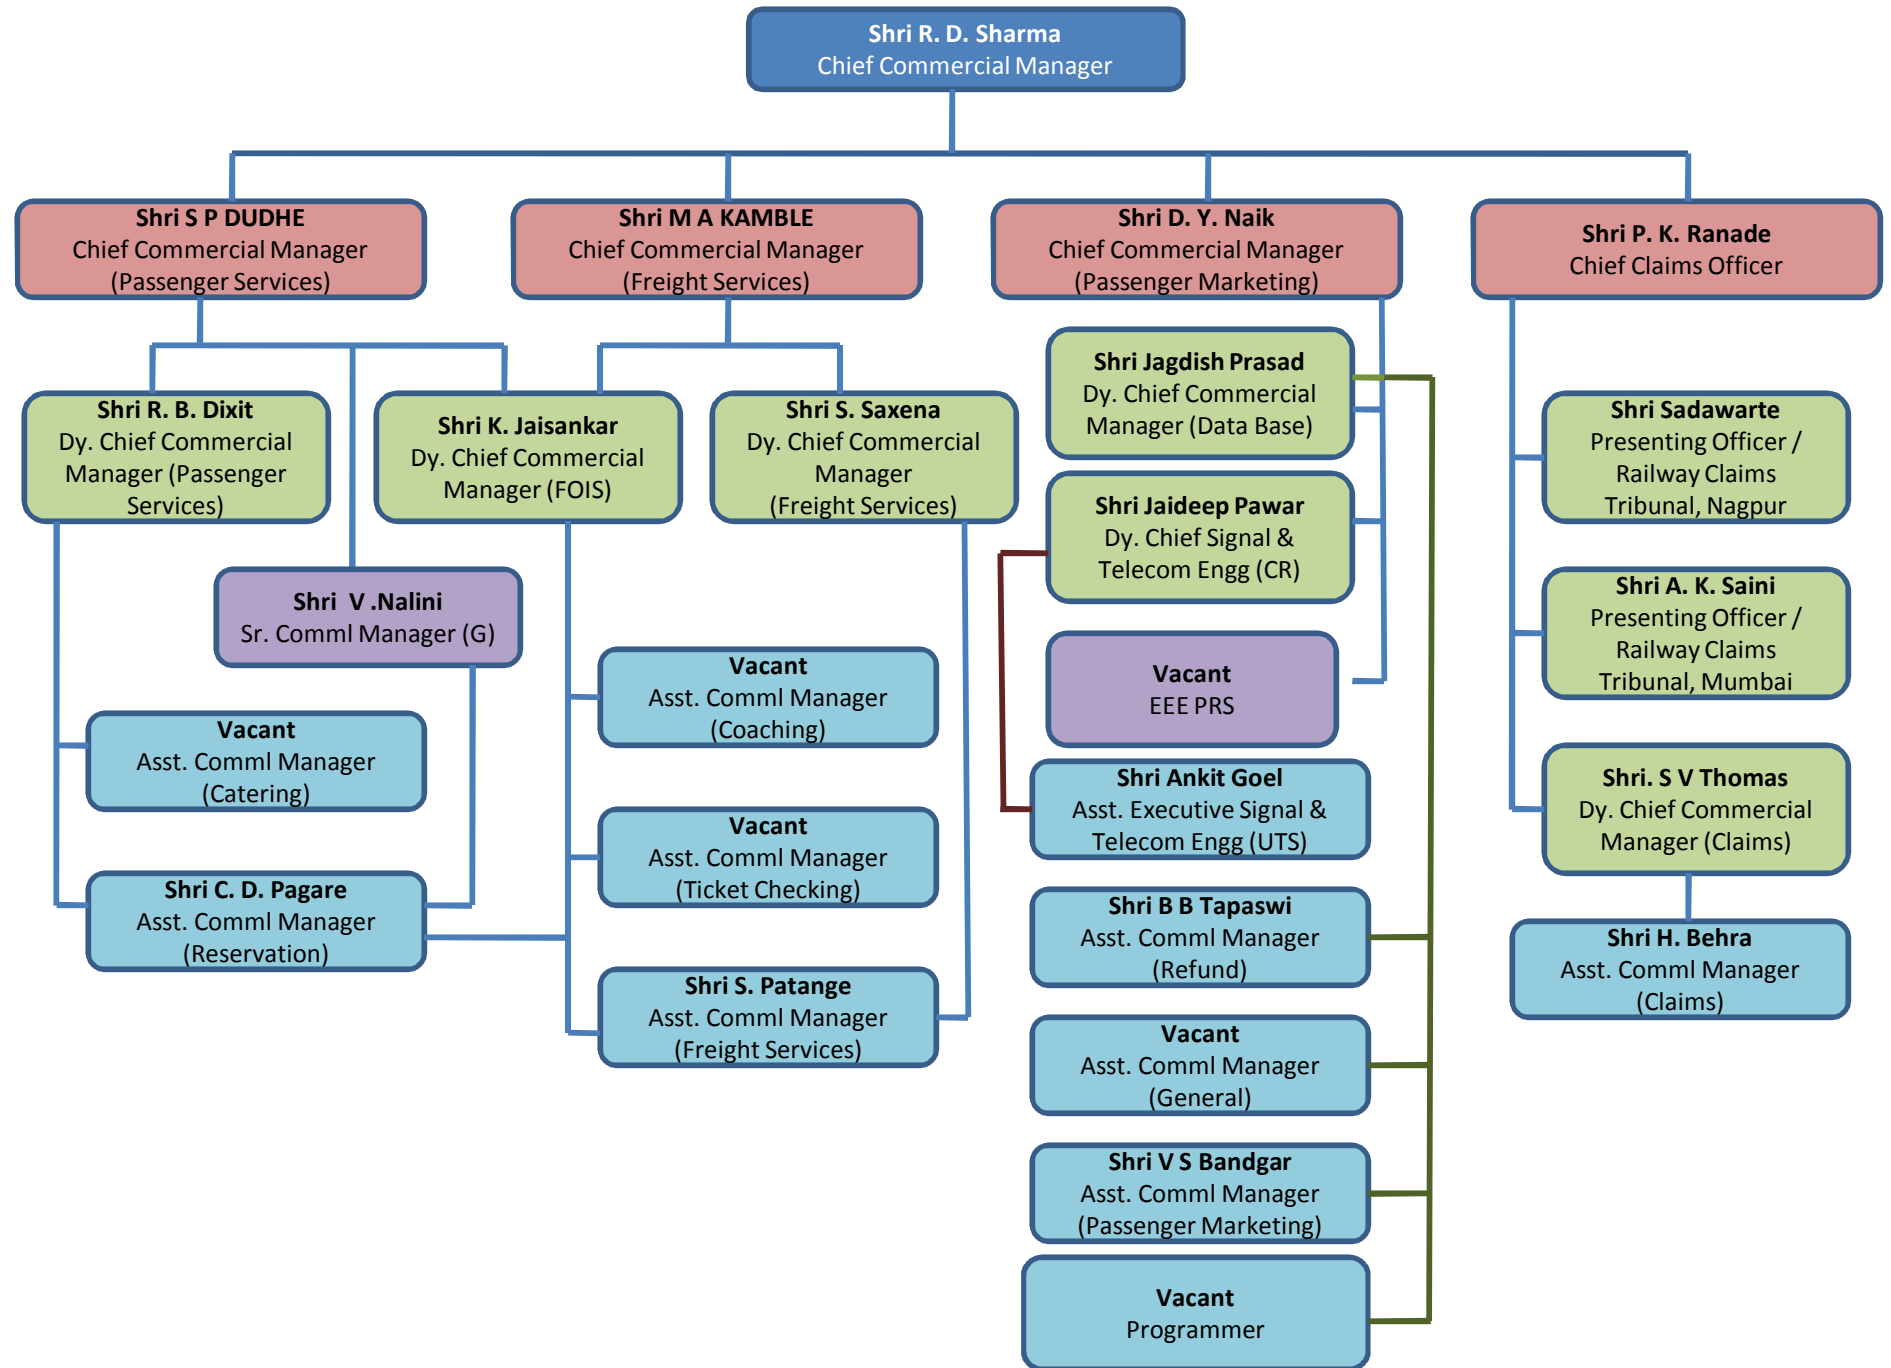 Shri R. D. Sharma
Chief Commercial Manager
Shri S P DUDHE
Chief Commercial Manager
(Passenger Services)
Shri M A KAMBLE
Chief Commercial Manager
(Freight Services)
Shri D. Y. Naik
Chief Commercial Manager
(Passenger Marketing)
Shri P. K. Ranade
Chief Claims Officer
Shri R. B. Dixit
Dy. Chief Commercial
Manager (Passenger
Services)
Shri K. Jaisankar
Dy. Chief Commercial
Manager (FOIS)
Shri S. Saxena
Dy. Chief Commercial
Manager
(Freight Services)
Shri Jagdish Prasad
Dy. Chief Commercial
Manager (Data Base)
Shri Sadawarte
Presenting Officer /
Railway Claims
Tribunal, Nagpur
Shri Jaideep Pawar
Dy. Chief Signal &
Telecom Engg (CR)
Shri  V .Nalini
Sr. Comml Manager (G)
Shri A. K. Saini
Presenting Officer /
Railway Claims
Tribunal, Mumbai
Vacant
Asst. Comml Manager
(Coaching)
Vacant
EEE PRS
Vacant
Asst. Comml Manager
(Catering)
Shri Ankit Goel
Asst. Executive Signal &
Telecom Engg (UTS)
Shri. S V Thomas
Dy. Chief Commercial
Manager (Claims)
Vacant
Asst. Comml Manager
(Ticket Checking)
Shri C. D. Pagare
Asst. Comml Manager
(Reservation)
Shri B B Tapaswi
Asst. Comml Manager
(Refund)
Shri H. Behra
Asst. Comml Manager
(Claims)
Shri S. Patange
Asst. Comml Manager
(Freight Services)
Vacant
Asst. Comml Manager
(General)
Shri V S Bandgar
Asst. Comml Manager
(Passenger Marketing)
Vacant
Programmer